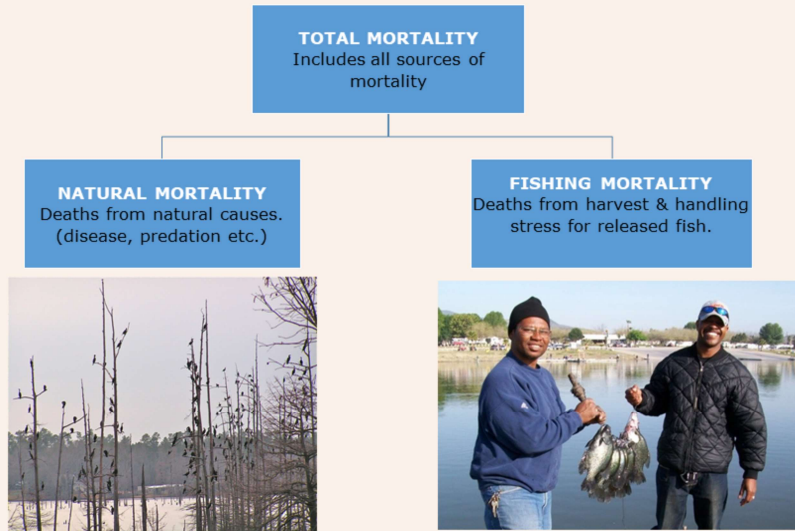 TOTAL MORTALITY
Includes all sources of
mortality
NATURAL MORTALITY
Deaths from natural causes.
(disease, predation etc.)
FISHING MORTALITY
Deaths from harvest & handling
stress for released fish.